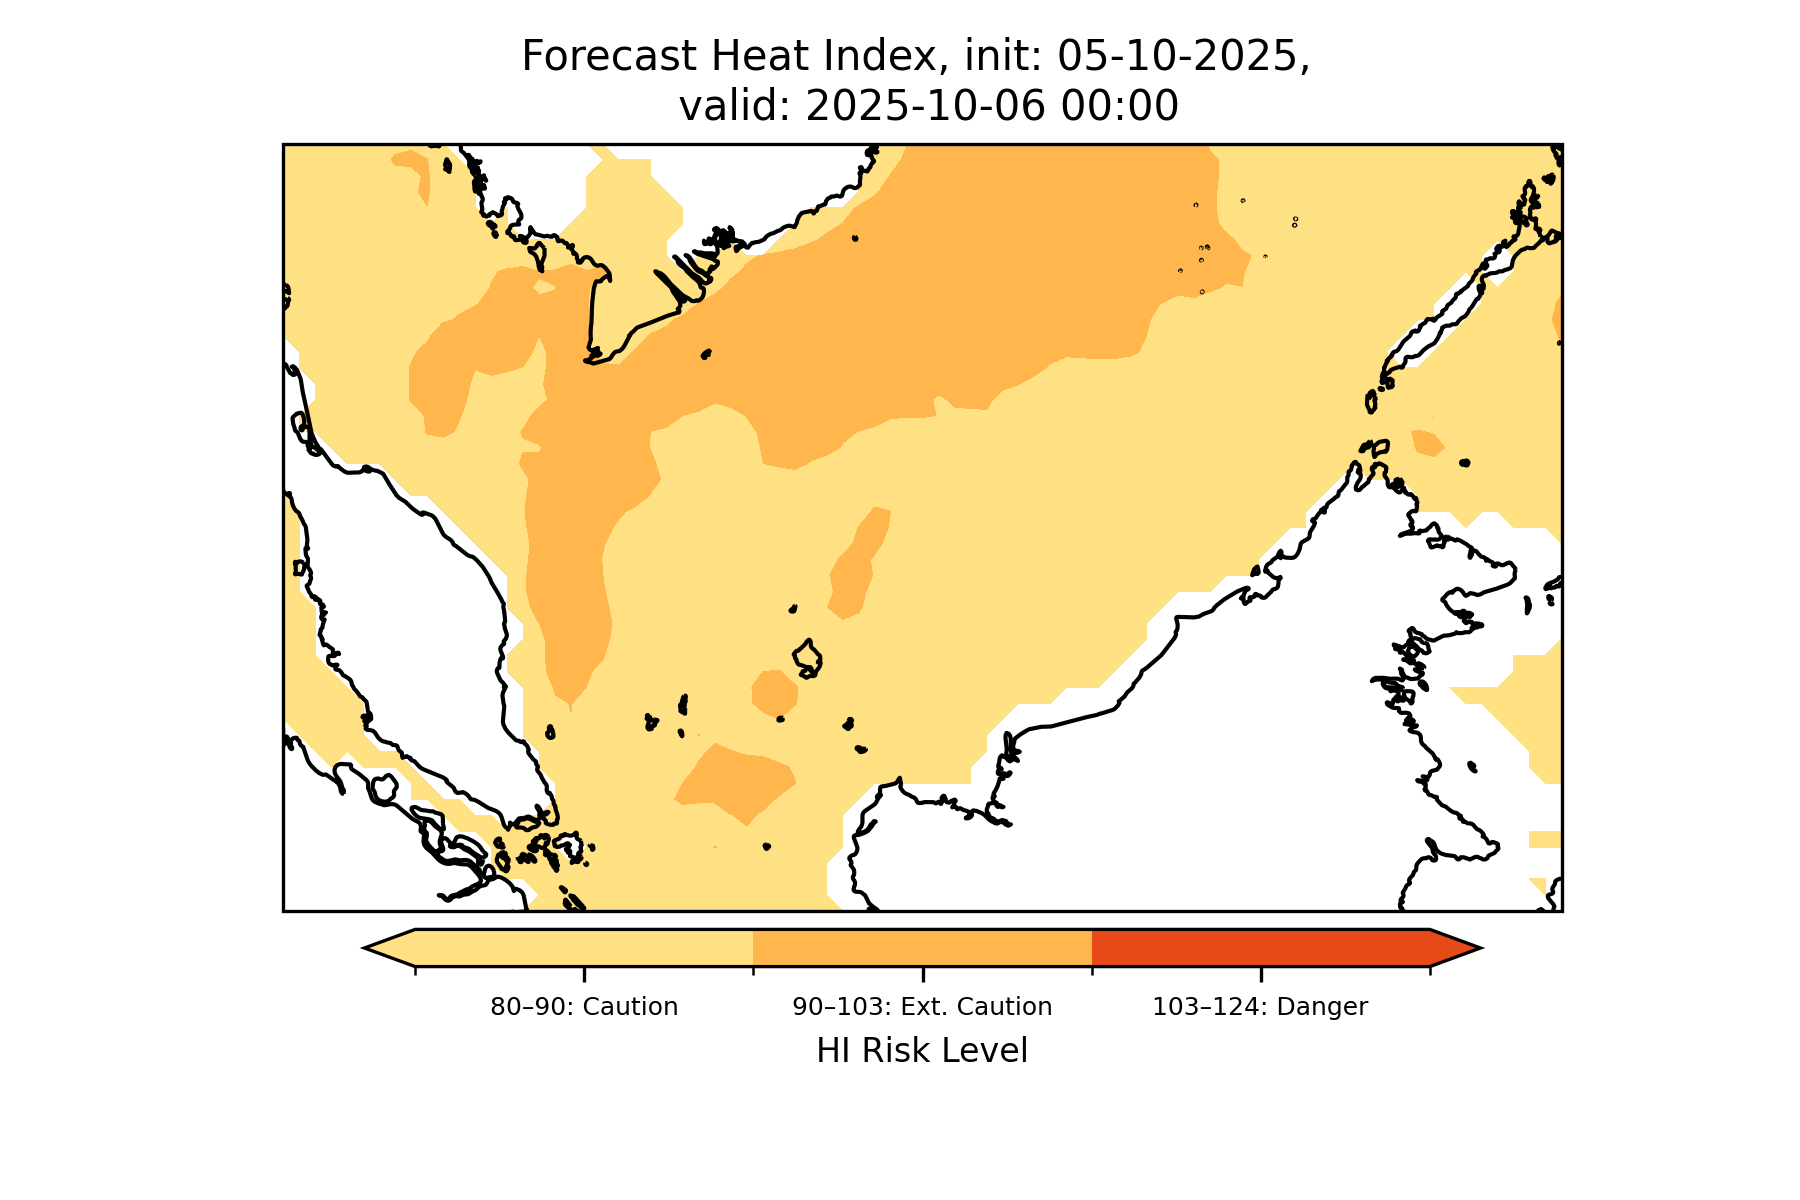 Forecast Heat Index, init: 05-10-2025,
valid: 2025-10-06 00:00
80–90: Caution
90–103: Ext. Caution
103–124: Danger
HI Risk Level